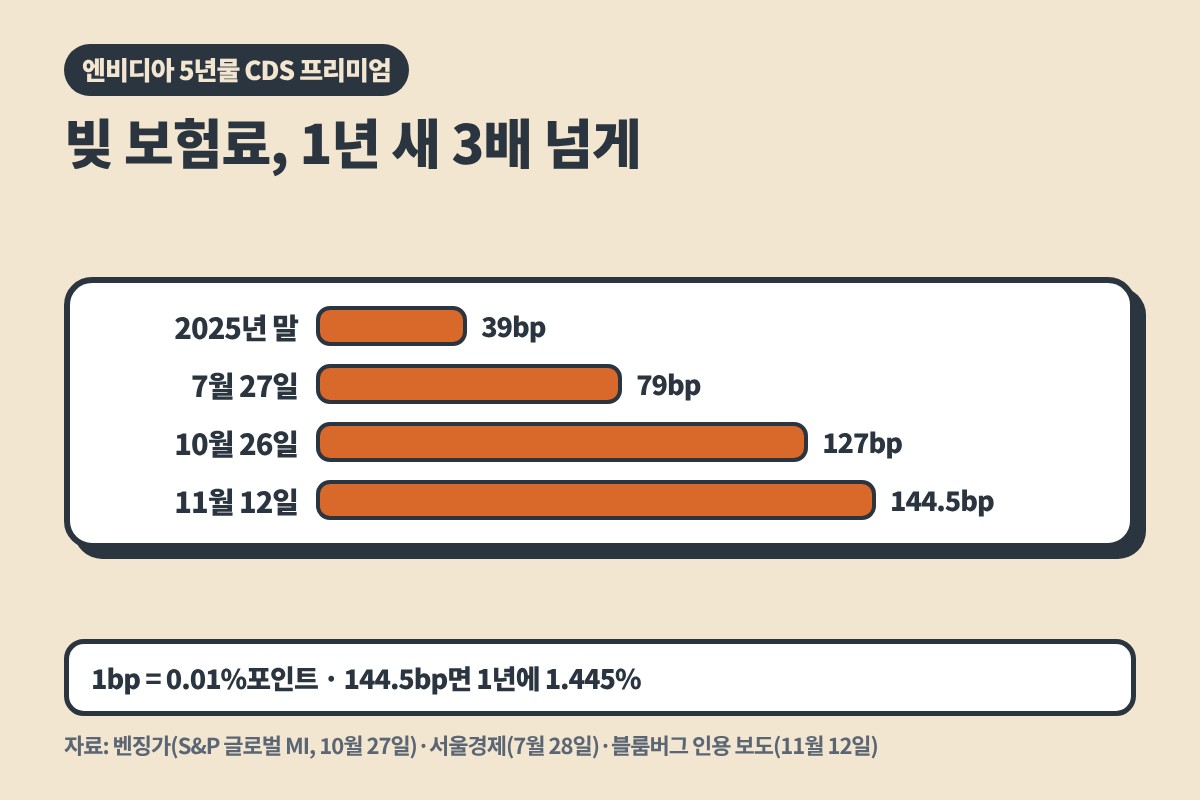 엔비디아 5년물 CDS 프리미엄
빚 보험료, 1년 새 3배 넘게
2025년 말 39bp
7월 27일 79bp
10월 26일 127bp
11월 12일 144.5bp
1bp = 0.01%포인트 · 144.5bp면 1년에 1.445%
자료: 벤징가(S&P 글로벌 MI, 10월 27일) · 서울경제(7월 28일) · 블룸버그 인용 보도(11월 12일)